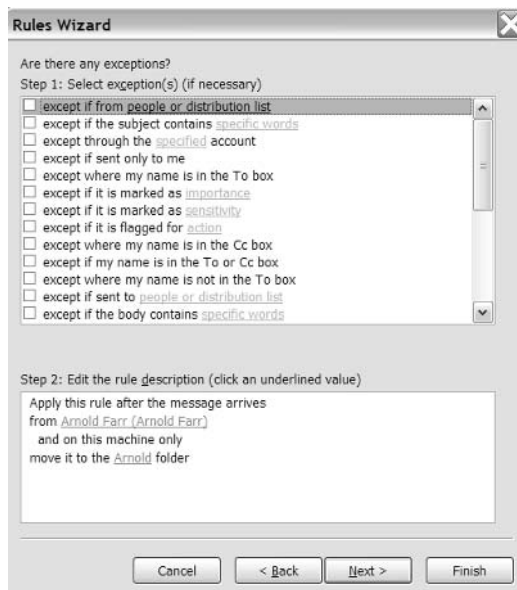 Rules Wizard
Are there any exceptions?
Step 1: Select exception(s) (if necessary)
except if from people or distribution list
except if the subject contains specific words
except through the specified account
except if sent only to me
except where my name is in the To box
except if it is marked as importance
except if it is marked as sensitivity
except if it is flagged for action
except where my name is in the Cc box
except if my name is in the To or Cc box
except where my name is not in the To box
except if sent to people or distribution list
except if the body contains specific words
Step 2: Edit the rule description (click an underlined value)
Apply this rule after the message arrives
from Arnold Farr (Arnold Farr)
and on this machine only
move it to the Arnold folder
Cancel < Back Next > Finish